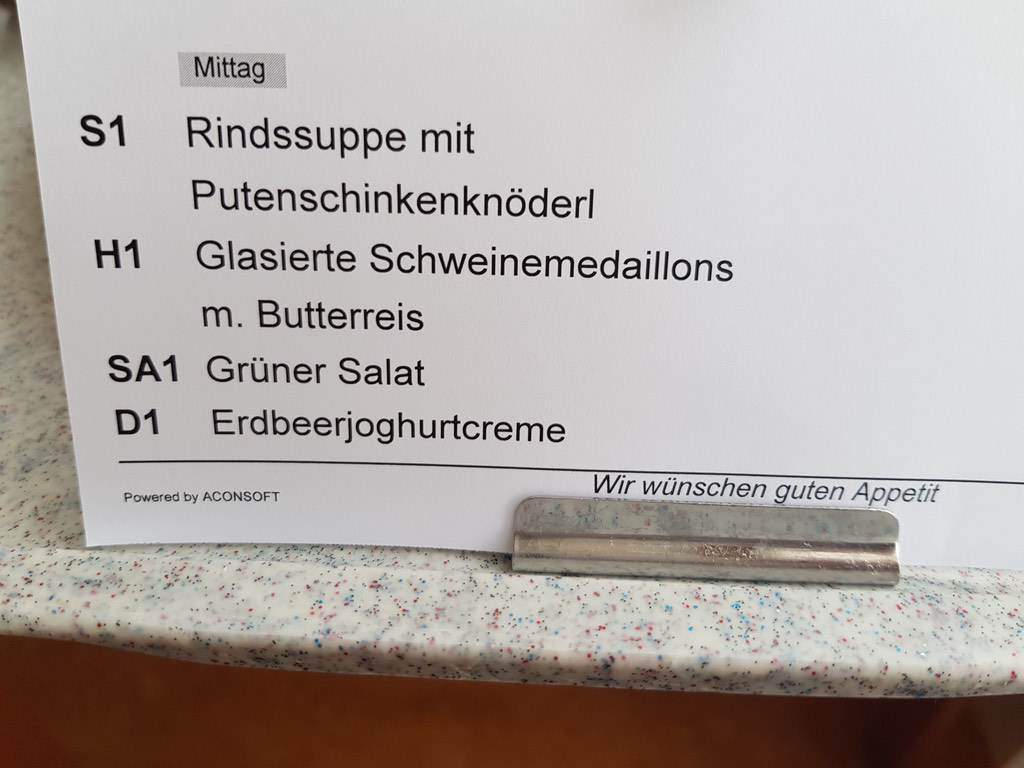 Mittag
S1 Rindssuppe mit
Putenschinkenknöderl
H1 Glasierte Schweinemedaillons
m. Butterreis
SA1 Grüner Salat
D1 Erdbeerjoghurtcreme
Powered by ACONSOFT
Wir wünschen guten Appetit